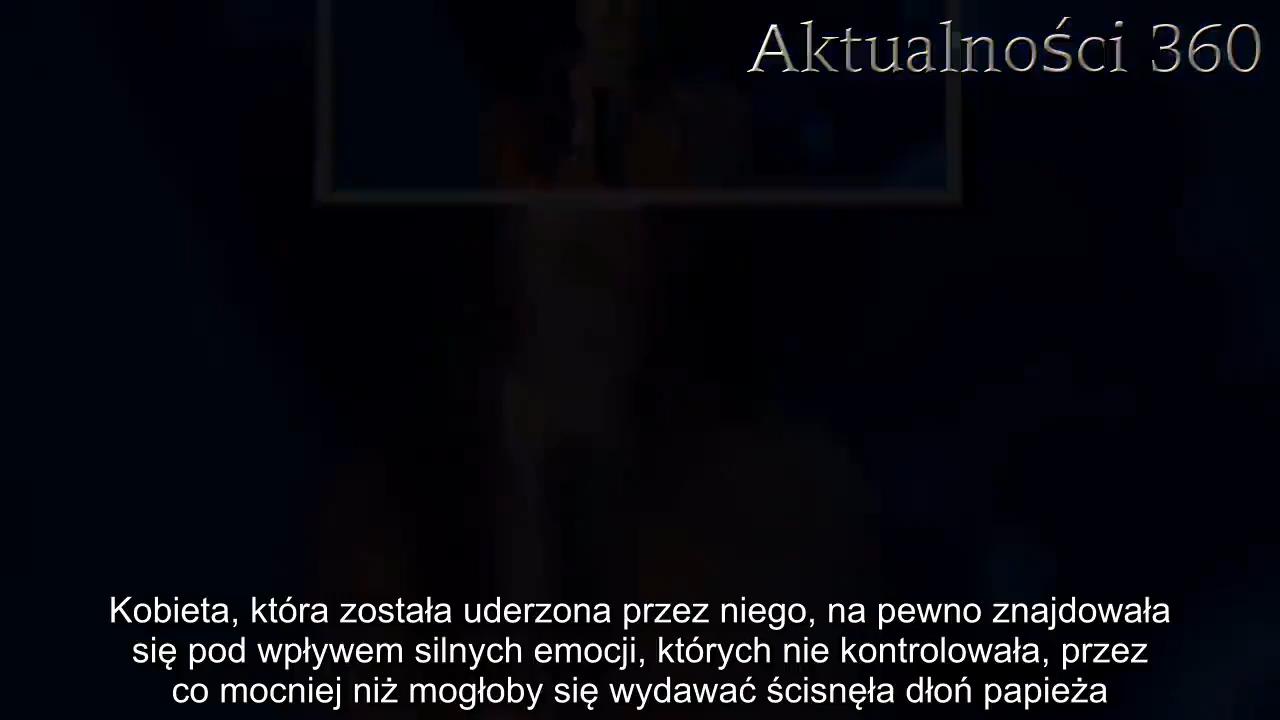 Aktualności 360
Kobieta, która została uderzona przez niego, na pewno znajdowała
się pod wpływem silnych emocji, których nie kontrolowała, przez
co mocniej niż mogłoby się wydawać ścisnęła dłoń papieża